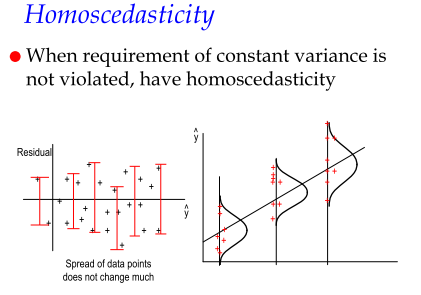 Homoscedasticity
When requirement of constant variance is
not violated, have homoscedasticity
Residual
ŷ
ŷ
Spread of data points
does not change much